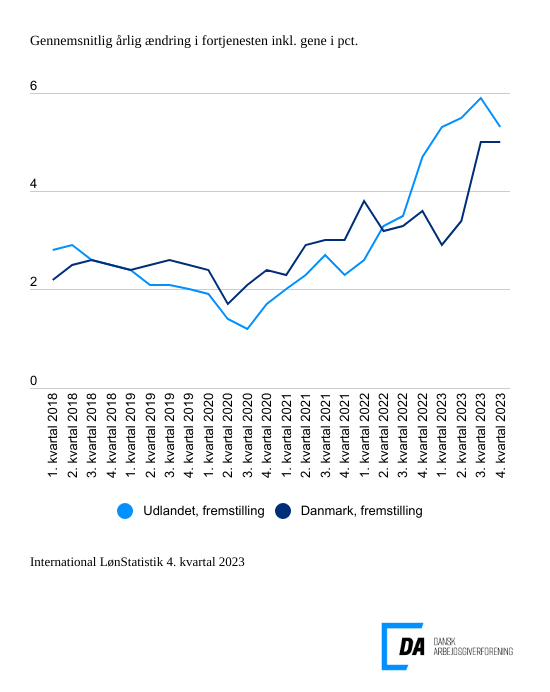 Gennemsnitlig årlig ændring i fortjenesten inkl. gene i pct.
6
4
2
0
1. kvartal 2018
2. kvartal 2018
3. kvartal 2018
4. kvartal 2018
1. kvartal 2019
2. kvartal 2019
3. kvartal 2019
4. kvartal 2019
1. kvartal 2020
2. kvartal 2020
3. kvartal 2020
4. kvartal 2020
1. kvartal 2021
2. kvartal 2021
3. kvartal 2021
4. kvartal 2021
1. kvartal 2022
2. kvartal 2022
3. kvartal 2022
4. kvartal 2022
1. kvartal 2023
2. kvartal 2023
3. kvartal 2023
4. kvartal 2023
Udlandet, fremstilling Danmark, fremstilling
International LønStatistik 4. kvartal 2023
DA DANSK
ARBEJDSGIVERFORENING